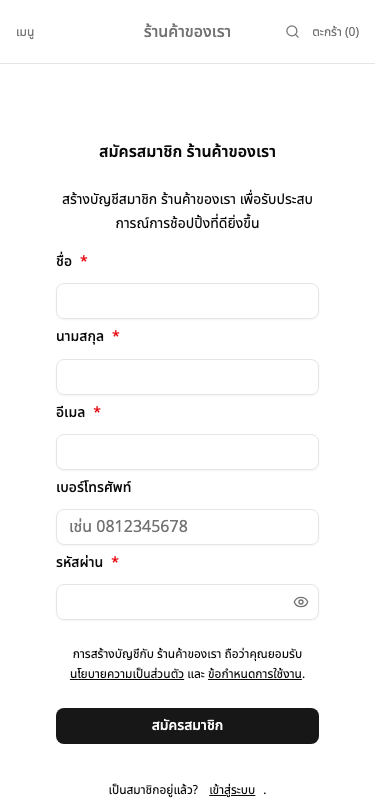 เมนู ร้านค้าของเรา ตะกร้า (0)
สมัครสมาชิก ร้านค้าของเรา
สร้างบัญชีสมาชิก ร้านค้าของเรา เพื่อรับประสบ
การณ์การช้อปปิ้งที่ดียิ่งขึ้น
ชื่อ *
นามสกุล *
อีเมล *
เบอร์โทรศัพท์
เช่น 0812345678
รหัสผ่าน *
การสร้างบัญชีกับ ร้านค้าของเรา ถือว่าคุณยอมรับ
นโยบายความเป็นส่วนตัว และ ข้อกำหนดการใช้งาน.
สมัครสมาชิก
เป็นสมาชิกอยู่แล้ว? เข้าสู่ระบบ .